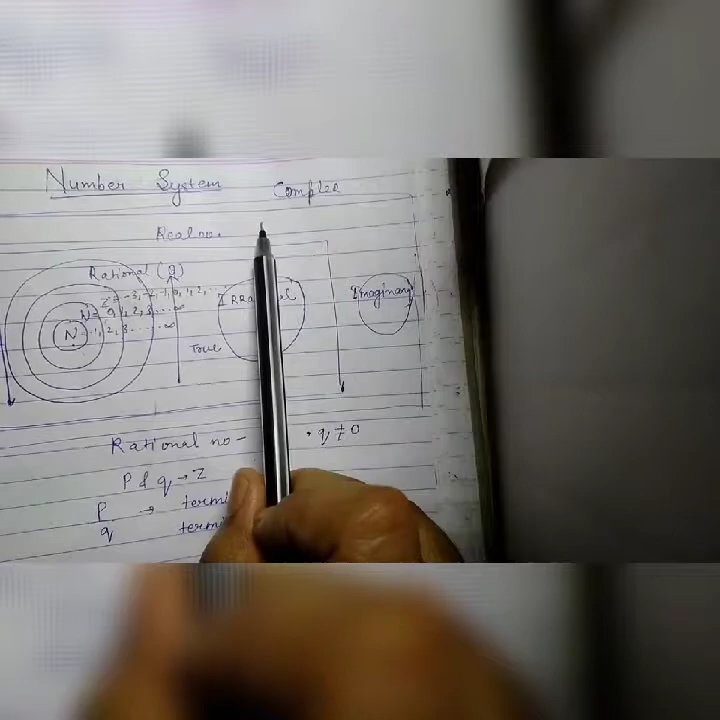 Number System Complex
Real no.
Rational (q)
Z = -3, -2, -1, 0, 1, 2, ...
Imaginary
W = 0, 1, 2, 3 ..... ∞
N = 1, 2, 3 ..... ∞
True
Rational no - • q ≠ 0
P & q → Z
P → termi
q termi